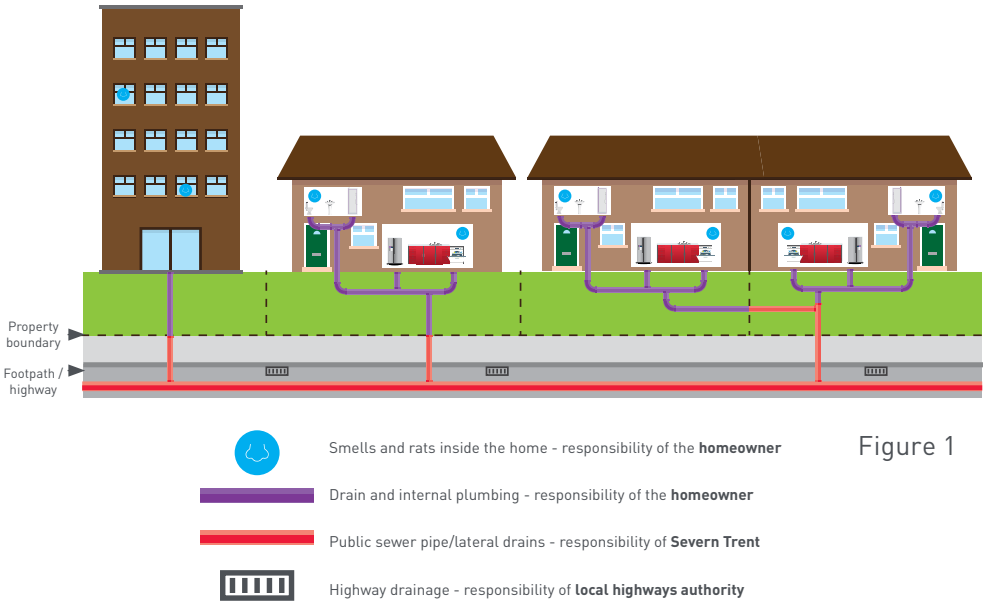 Property
boundary
Footpath /
highway
Smells and rats inside the home - responsibility of the homeowner
Figure 1
Drain and internal plumbing - responsibility of the homeowner
Public sewer pipe/lateral drains - responsibility of Severn Trent
Highway drainage - responsibility of local highways authority